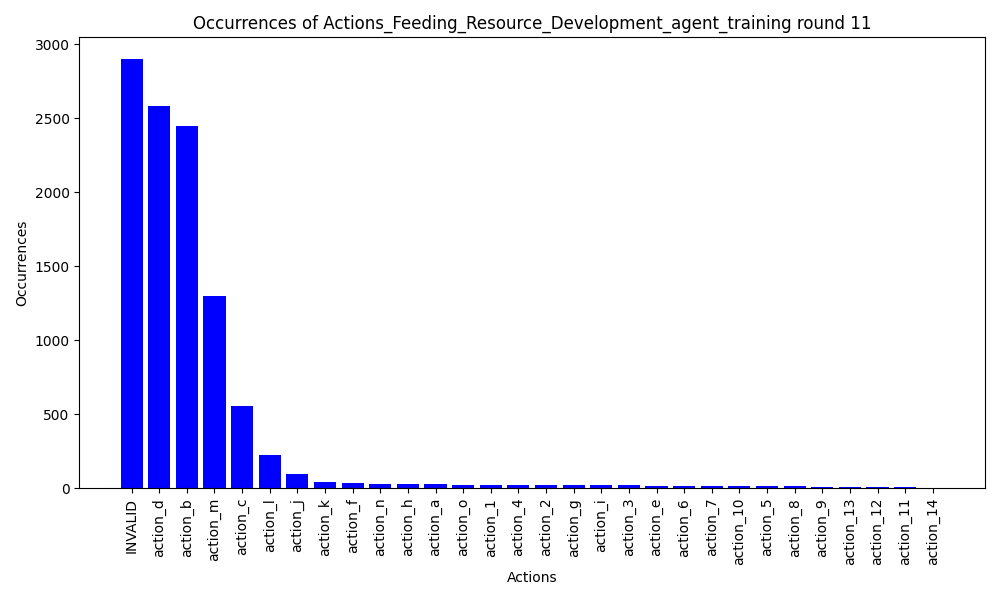 Occurrences of Actions_Feeding_Resource_Development_agent_training round 11
3000
2500
2000
1500
1000
500
0
Occurrences
INVALID
action_d
action_b
action_m
action_c
action_l
action_j
action_k
action_f
action_n
action_h
action_a
action_o
action_1
action_4
action_2
action_g
action_i
action_3
action_e
action_6
action_7
action_10
action_5
action_8
action_9
action_13
action_12
action_11
action_14
Actions